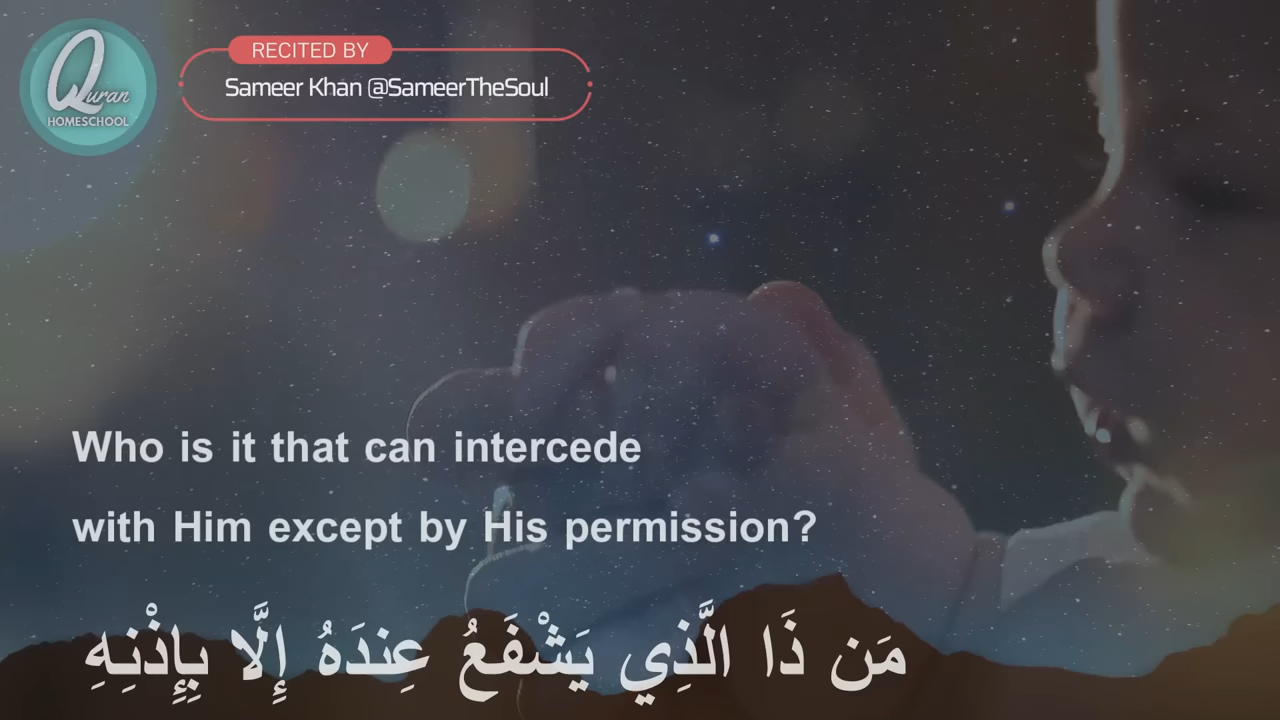 Quran
HOMESCHOOL
RECITED BY
Sameer Khan @SameerTheSoul
Who is it that can intercede
with Him except by His permission?
مَن ذَا الَّذِي يَشْفَعُ عِندَهُ إِلَّا بِإِذْنِهِ